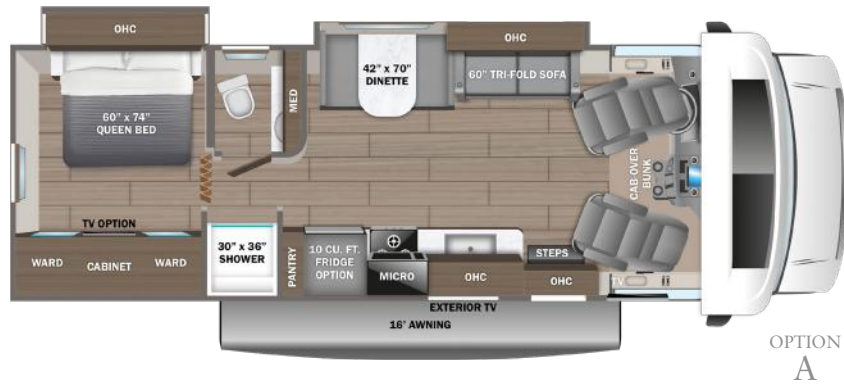 OHC
60" x 74"
QUEEN BED
MED
42" x 70"
DINETTE
OHC
60" TRI-FOLD SOFA
CAB-OVER
BUNK
TV OPTION
WARD
CABINET
WARD
30" x 36"
SHOWER
PANTRY
10 CU. FT.
FRIDGE
OPTION
MICRO
OHC
STEPS
OHC
TV
EXTERIOR TV
16' AWNING
OPTION
A